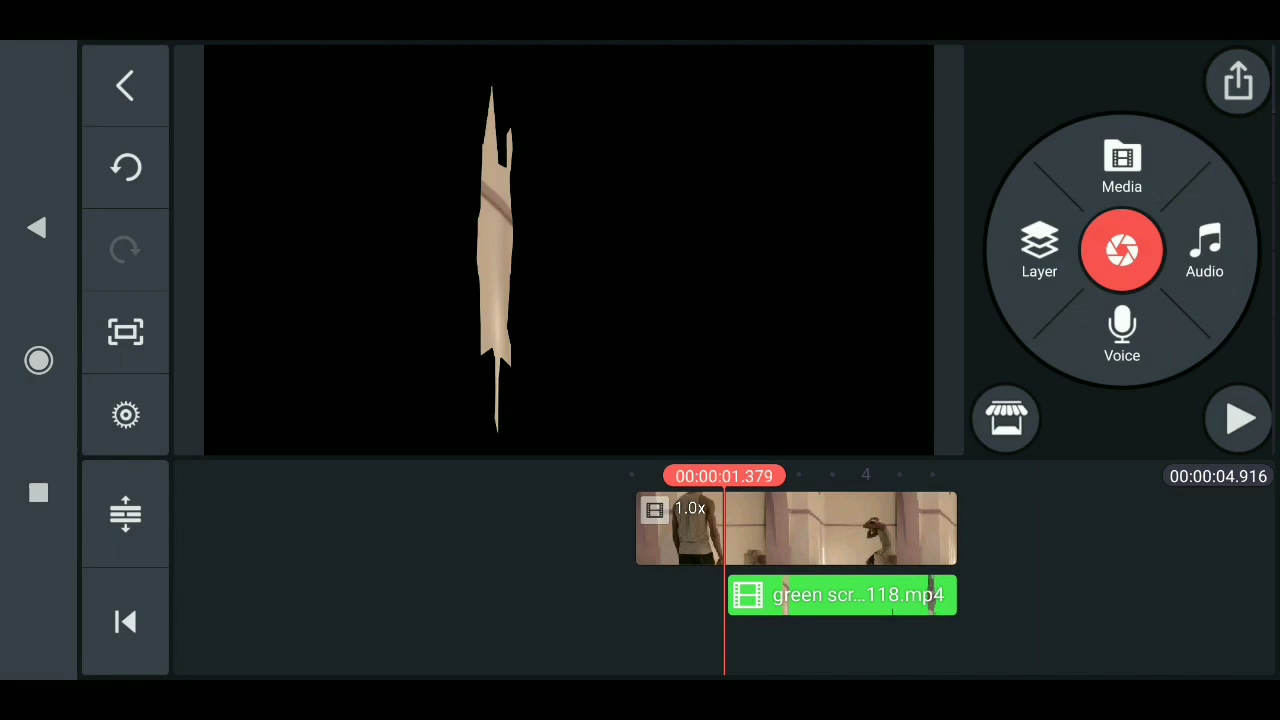 Media
Layer
Audio
Voice
00:00:01.379
4
00:00:04.916
1.0x
green scr...118.mp4